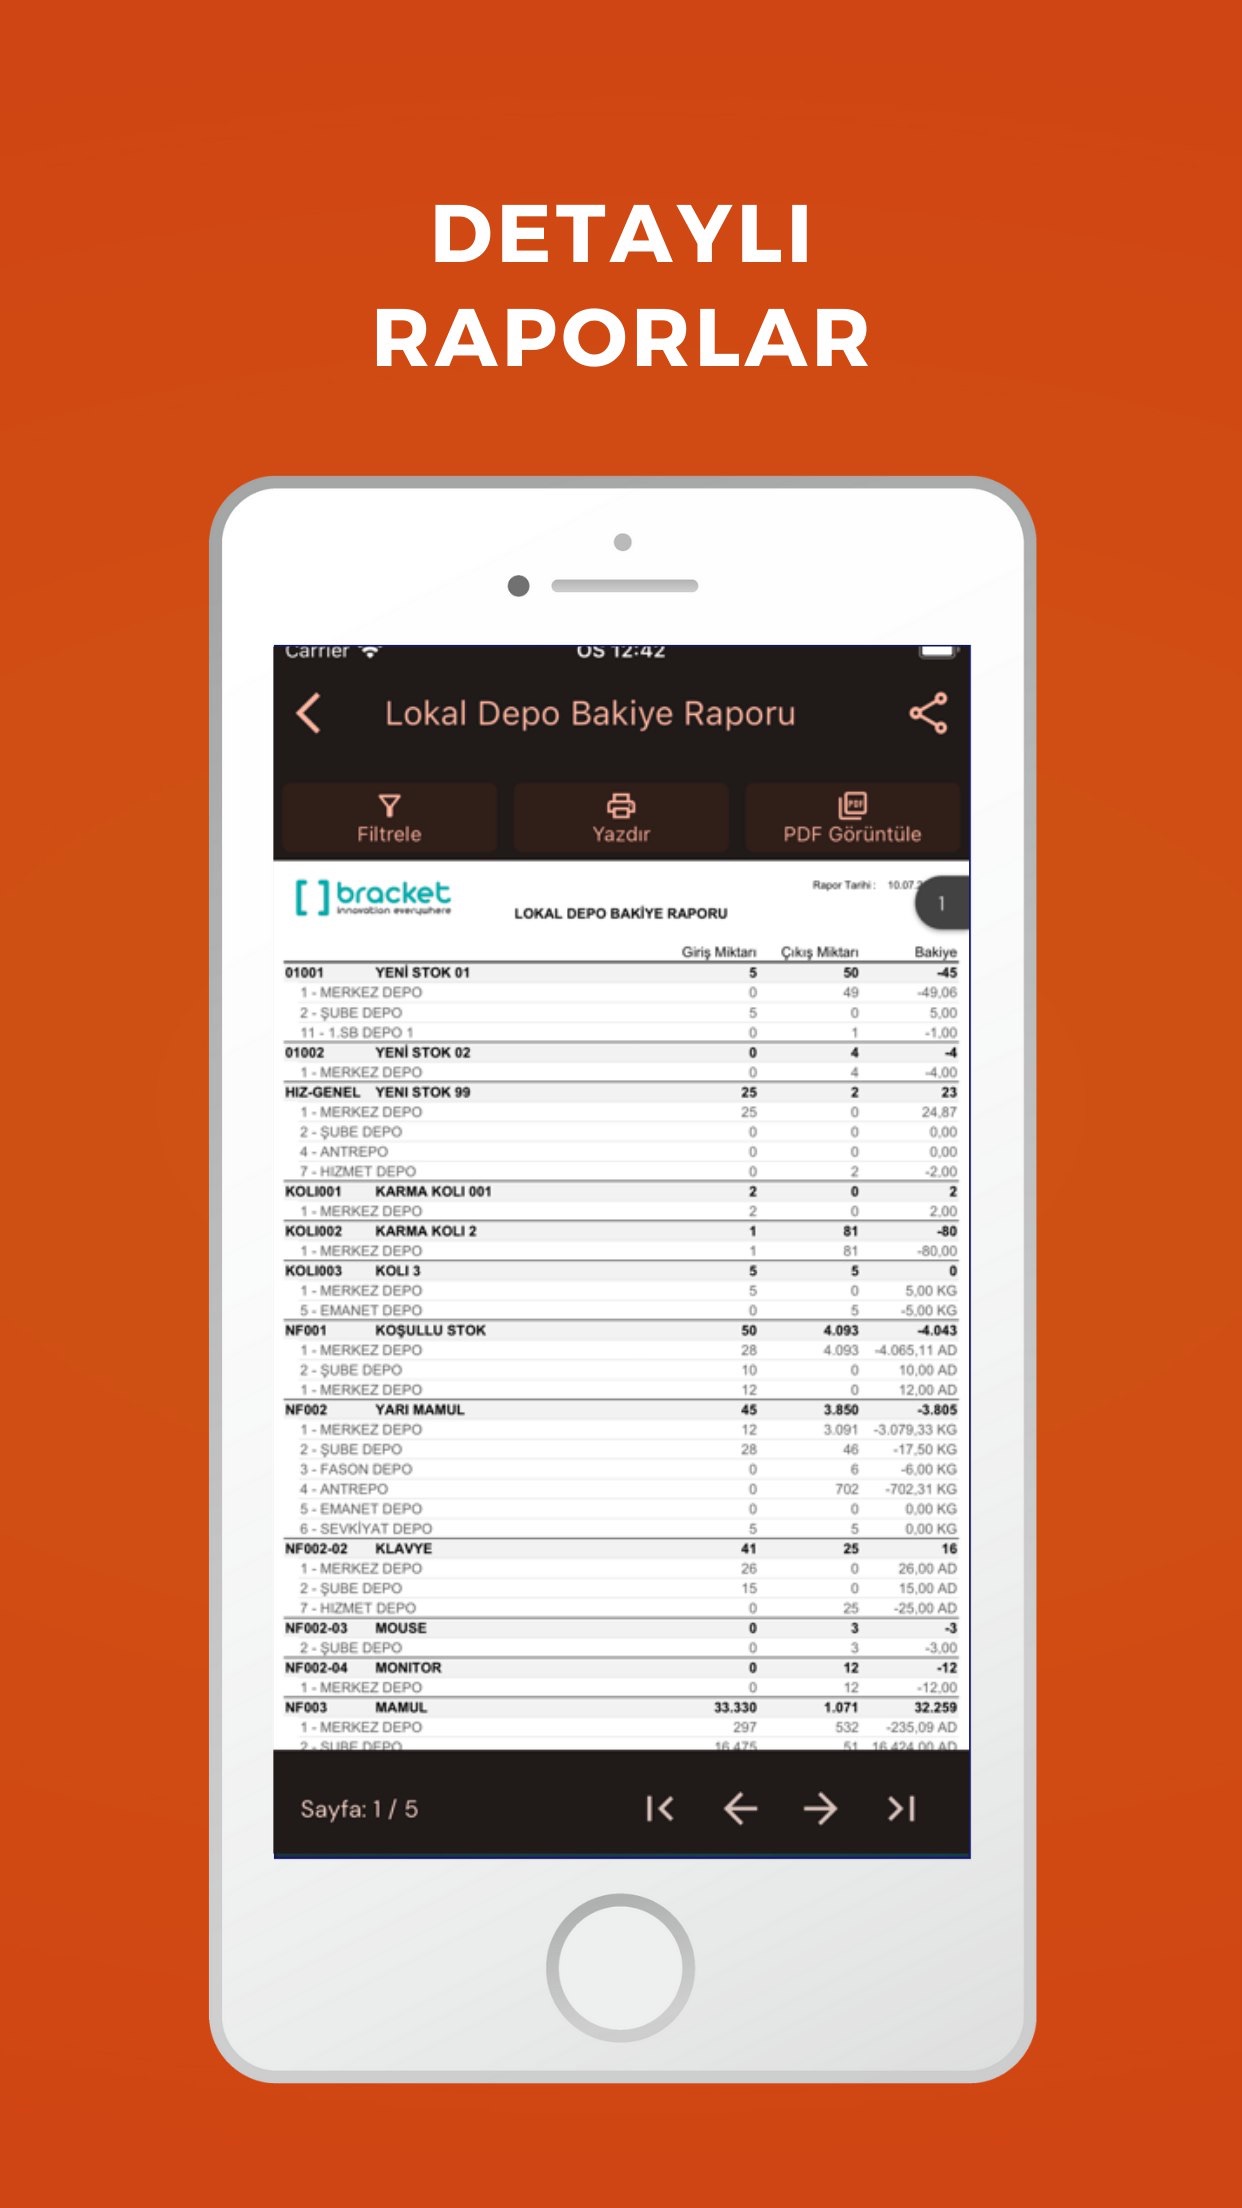 DETAYLI
RAPORLAR
Carrier OS 12:42
Lokal Depo Bakiye Raporu
Filtrele Yazdır PDF Görüntüle
[ ] bracket
innovation everywhere
Rapor Tarihi : 10.07.2
1
LOKAL DEPO BAKİYE RAPORU
Giriş Miktarı Çıkış Miktarı Bakiye
01001 YENİ STOK 01 5 50 -45
1 - MERKEZ DEPO 0 49 -49,06
2 - ŞUBE DEPO 5 0 5,00
11 - 1.SB DEPO 1 0 1 -1,00
01002 YENİ STOK 02 0 4 -4
1 - MERKEZ DEPO 0 4 -4,00
HIZ-GENEL YENI STOK 99 25 2 23
1 - MERKEZ DEPO 25 0 24,87
2 - ŞUBE DEPO 0 0 0,00
4 - ANTREPO 0 0 0,00
7 - HIZMET DEPO 0 2 -2,00
KOLI001 KARMA KOLI 001 2 0 2
1 - MERKEZ DEPO 2 0 2,00
KOLI002 KARMA KOLI 2 1 81 -80
1 - MERKEZ DEPO 1 81 -80,00
KOLI003 KOLI 3 5 5 0
1 - MERKEZ DEPO 5 0 5,00 KG
5 - EMANET DEPO 0 5 -5,00 KG
NF001 KOŞULLU STOK 50 4.093 -4.043
1 - MERKEZ DEPO 28 4.093 -4.065,11 AD
2 - ŞUBE DEPO 10 0 10,00 AD
1 - MERKEZ DEPO 12 0 12,00 AD
NF002 YARI MAMUL 45 3.850 -3.805
1 - MERKEZ DEPO 12 3.091 -3.079,33 KG
2 - ŞUBE DEPO 28 46 -17,50 KG
3 - FASON DEPO 0 6 -6,00 KG
4 - ANTREPO 0 702 -702,31 KG
5 - EMANET DEPO 0 0 0,00 KG
6 - SEVKİYAT DEPO 5 5 0,00 KG
NF002-02 KLAVYE 41 25 16
1 - MERKEZ DEPO 26 0 26,00 AD
2 - ŞUBE DEPO 15 0 15,00 AD
7 - HIZMET DEPO 0 25 -25,00 AD
NF002-03 MOUSE 0 3 -3
2 - ŞUBE DEPO 0 3 -3,00
NF002-04 MONITOR 0 12 -12
1 - MERKEZ DEPO 0 12 -12,00
NF003 MAMUL 33.330 1.071 32.259
1 - MERKEZ DEPO 297 532 -235,09 AD
2 - ŞUBE DEPO 16.475 51 16.424,00 AD
Sayfa: 1 / 5